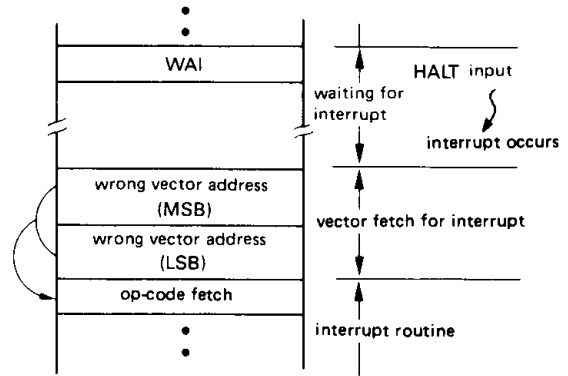 WAI
HALT input
waiting for
interrupt
interrupt occurs
wrong vector address
(MSB)
vector fetch for interrupt
wrong vector address
(LSB)
op-code fetch
interrupt routine